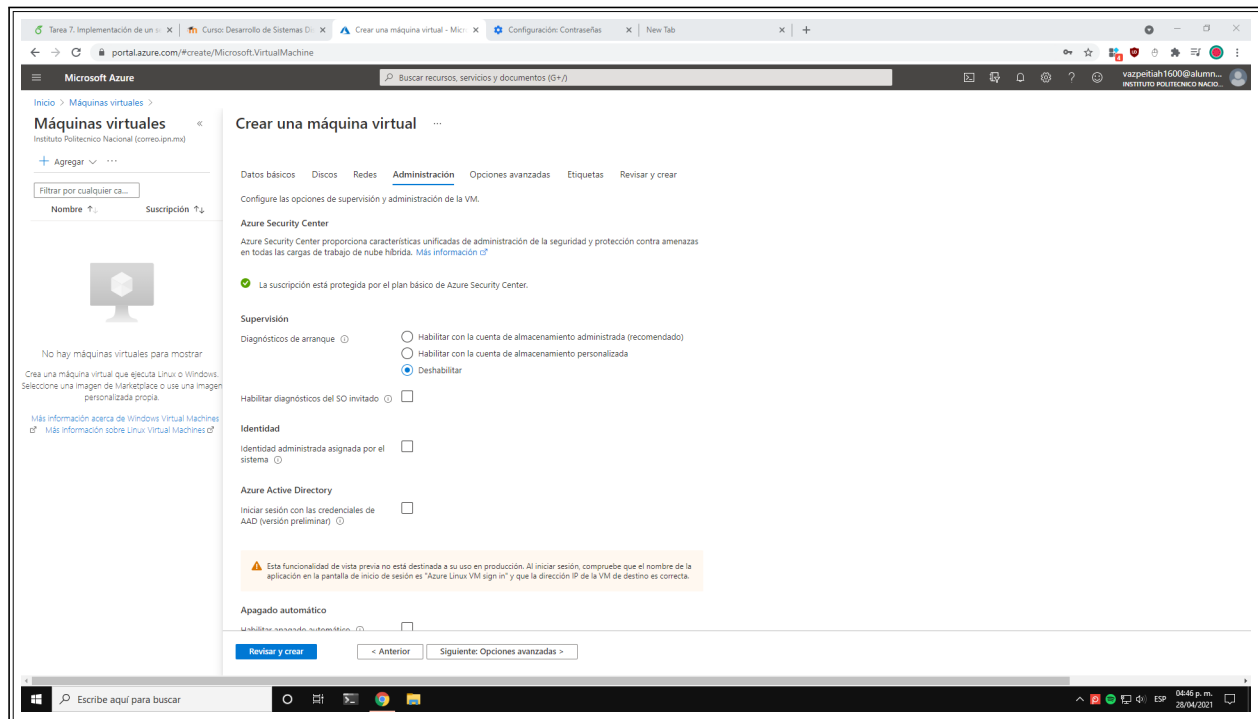 Tarea 7. Implementación de un s
Curso: Desarrollo de Sistemas Di
Crear una máquina virtual - Micr
Configuración: Contraseñas
New Tab
portal.azure.com/#create/Microsoft.VirtualMachine
Microsoft Azure
Buscar recursos, servicios y documentos (G+/)
vazpeitiah1600@alumn...
INSTITUTO POLITECNICO NACIO...
Inicio > Máquinas virtuales >
Máquinas virtuales
Instituto Politecnico Nacional (correo.ipn.mx)
Agregar
Filtrar por cualquier ca...
Nombre ↑↓ Suscripción ↑↓
No hay máquinas virtuales para mostrar
Crea una máquina virtual que ejecuta Linux o Windows.
Seleccione una imagen de Marketplace o use una imagen
personalizada propia.
Más información acerca de Windows Virtual Machines
Más información sobre Linux Virtual Machines
Crear una máquina virtual ...
Datos básicos Discos Redes Administración Opciones avanzadas Etiquetas Revisar y crear
Configure las opciones de supervisión y administración de la VM.
Azure Security Center
Azure Security Center proporciona características unificadas de administración de la seguridad y protección contra amenazas
en todas las cargas de trabajo de nube híbrida. Más información
La suscripción está protegida por el plan básico de Azure Security Center.
Supervisión
Diagnósticos de arranque
Habilitar con la cuenta de almacenamiento administrada (recomendado)
Habilitar con la cuenta de almacenamiento personalizada
Deshabilitar
Habilitar diagnósticos del SO invitado
Identidad
Identidad administrada asignada por el
sistema
Azure Active Directory
Iniciar sesión con las credenciales de
AAD (versión preliminar)
Esta funcionalidad de vista previa no está destinada a su uso en producción. Al iniciar sesión, compruebe que el nombre de la
aplicación en la pantalla de inicio de sesión es "Azure Linux VM sign in" y que la dirección IP de la VM de destino es correcta.
Apagado automático
Habilitar apagado automático
Revisar y crear
< Anterior
Siguiente: Opciones avanzadas >
Escribe aquí para buscar
ESP
04:46 p. m.
28/04/2021